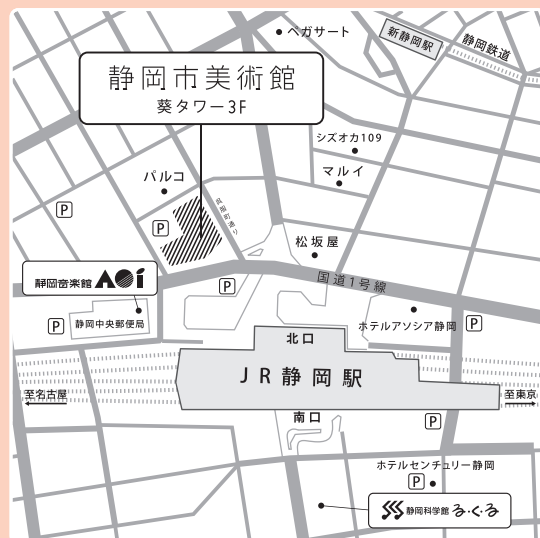 ペガサート
新静岡駅
静岡鉄道
静岡市美術館
葵タワー3F
シズオカ109
マルイ
パルコ
P
P
呉服町通り
松坂屋
国道1号線
静岡音楽館 AOI
P
静岡中央郵便局
P
ホテルアソシア静岡
P
北口
JR静岡駅
至名古屋
至東京
南口
P
ホテルセンチュリー静岡
P
静岡科学館 る・く・る